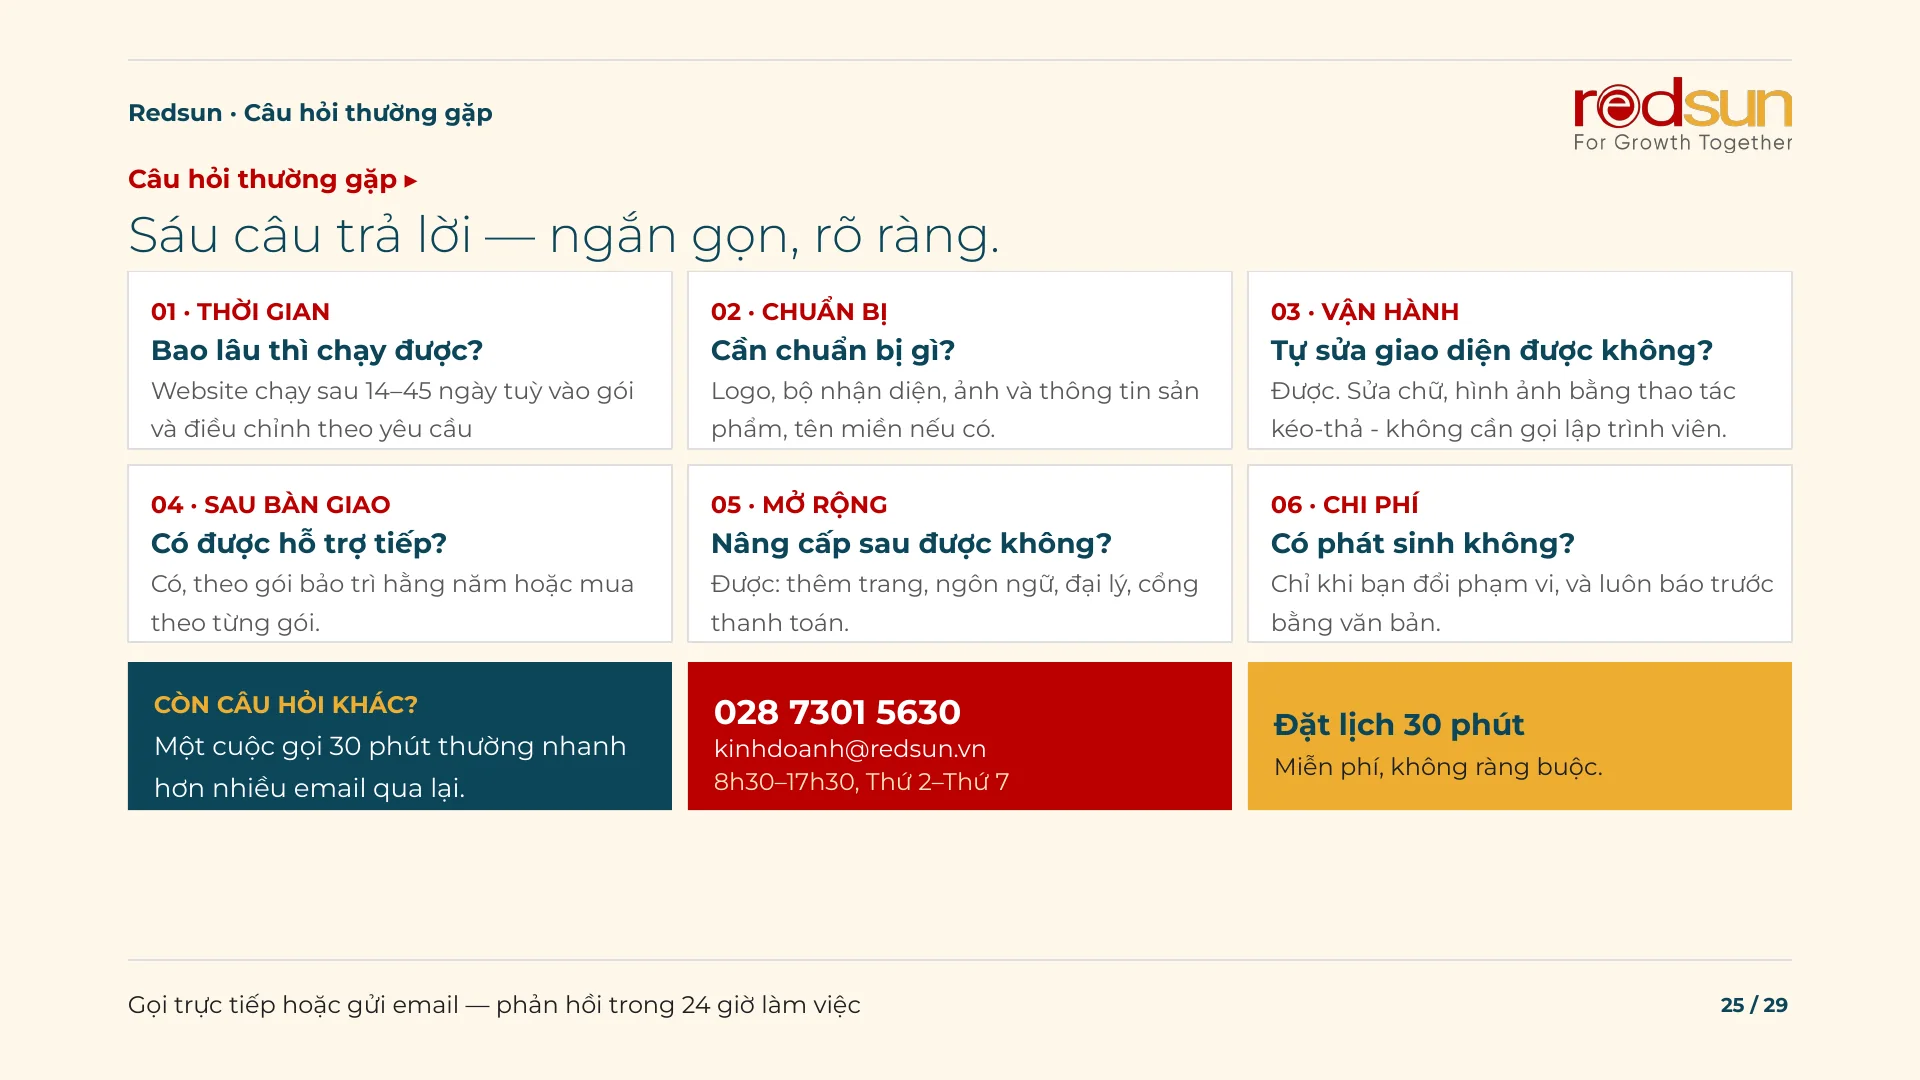 Redsun · Câu hỏi thường gặp
redsun
For Growth Together
Câu hỏi thường gặp ▸
Sáu câu trả lời — ngắn gọn, rõ ràng.
01 · THỜI GIAN
Bao lâu thì chạy được?
Website chạy sau 14–45 ngày tuỳ vào gói
và điều chỉnh theo yêu cầu
02 · CHUẨN BỊ
Cần chuẩn bị gì?
Logo, bộ nhận diện, ảnh và thông tin sản
phẩm, tên miền nếu có.
03 · VẬN HÀNH
Tự sửa giao diện được không?
Được. Sửa chữ, hình ảnh bằng thao tác
kéo-thả - không cần gọi lập trình viên.
04 · SAU BÀN GIAO
Có được hỗ trợ tiếp?
Có, theo gói bảo trì hằng năm hoặc mua
theo từng gói.
05 · MỞ RỘNG
Nâng cấp sau được không?
Được: thêm trang, ngôn ngữ, đại lý, cổng
thanh toán.
06 · CHI PHÍ
Có phát sinh không?
Chỉ khi bạn đổi phạm vi, và luôn báo trước
bằng văn bản.
CÒN CÂU HỎI KHÁC?
Một cuộc gọi 30 phút thường nhanh
hơn nhiều email qua lại.
028 7301 5630
kinhdoanh@redsun.vn
8h30–17h30, Thứ 2–Thứ 7
Đặt lịch 30 phút
Miễn phí, không ràng buộc.
Gọi trực tiếp hoặc gửi email — phản hồi trong 24 giờ làm việc
25 / 29